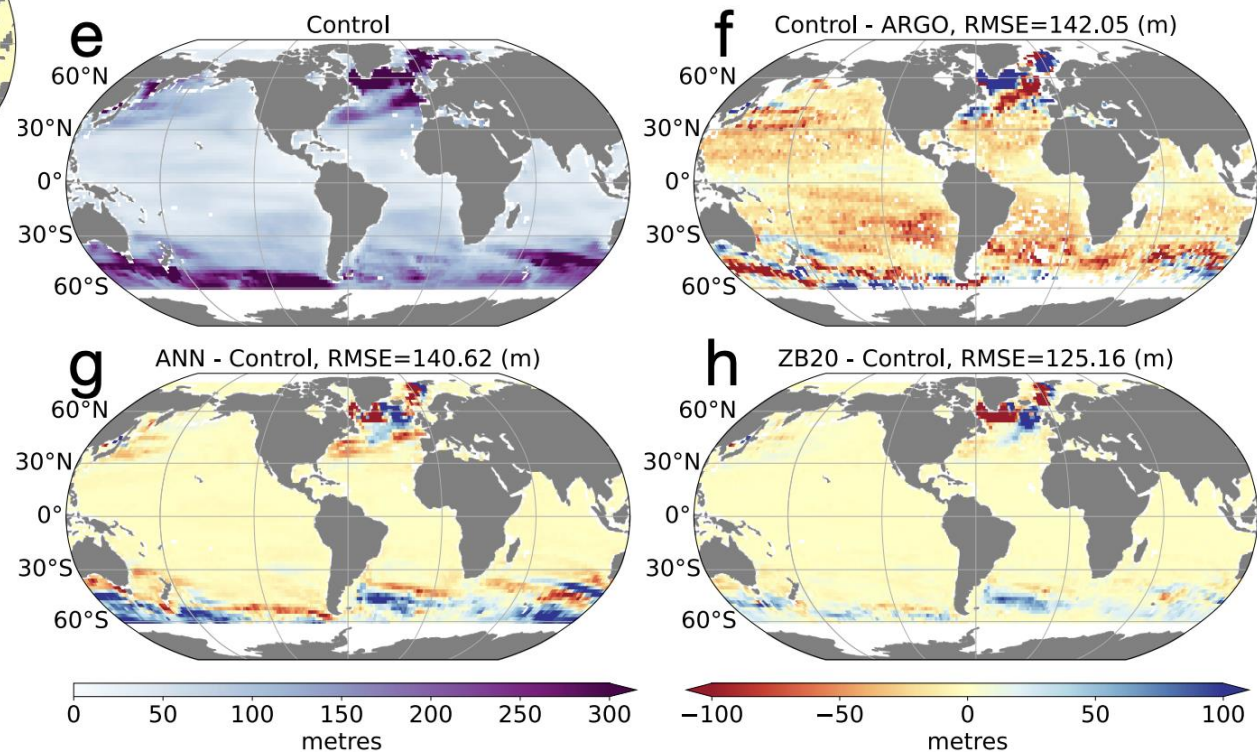 e
Control
60°N
30°N
0°
30°S
60°S
f
Control - ARGO, RMSE=142.05 (m)
60°N
30°N
0°
30°S
60°S
g
ANN - Control, RMSE=140.62 (m)
60°N
30°N
0°
30°S
60°S
h
ZB20 - Control, RMSE=125.16 (m)
60°N
30°N
0°
30°S
60°S
0 50 100 150 200 250 300
metres
−100 −50 0 50 100
metres